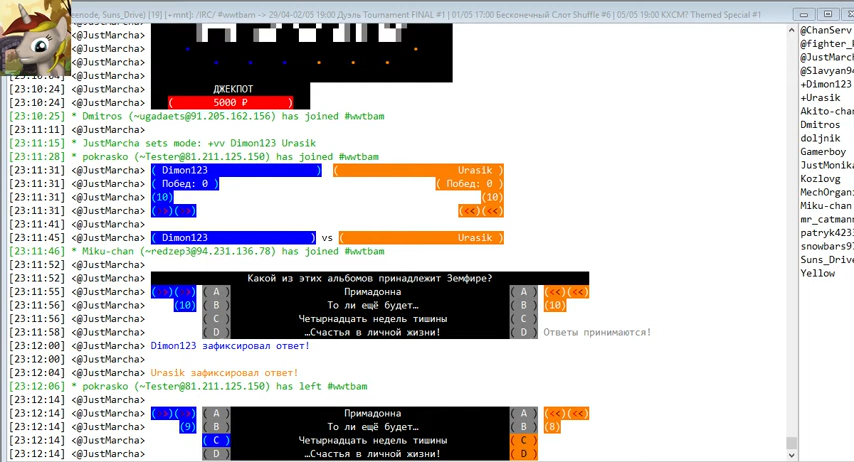 eenode, Suns_Drive) [19] [+mnt]: /IRC/ #wwtbam -> 29/04-02/05 19:00 Дуэль Tournament FINAL #1 | 01/05 17:00 Бесконечный Слот Shuffle #6 | 05/05 19:00 КХСМ? Themed Special #1
<@JustMarcha>
<@JustMarcha>
<@JustMarcha>
<@JustMarcha>
[23:10:24] <@JustMarcha> ДЖЕКПОТ
[23:10:24] <@JustMarcha> ( 5000 ₽ )
[23:10:25] * Dmitros (~ugadaets@91.205.162.156) has joined #wwtbam
[23:11:11] <@JustMarcha>
[23:11:15] * JustMarcha sets mode: +vv Dimon123 Urasik
[23:11:28] * pokrasko (~Tester@81.211.125.150) has joined #wwtbam
[23:11:31] <@JustMarcha> ( Dimon123 ) ( Urasik )
[23:11:31] <@JustMarcha> ( Побед: 0 ) ( Побед: 0 )
[23:11:31] <@JustMarcha> (10) (10)
[23:11:31] <@JustMarcha> (->)(->) (<<)(<<)
[23:11:41] <@JustMarcha>
[23:11:45] <@JustMarcha> ( Dimon123 ) vs ( Urasik )
[23:11:46] * Miku-chan (~redzep3@94.231.136.78) has joined #wwtbam
[23:11:52] <@JustMarcha>
[23:11:52] <@JustMarcha> Какой из этих альбомов принадлежит Земфире?
[23:11:55] <@JustMarcha> (->)(->) ( A ) Примадонна ( A ) (<<)(<<)
[23:11:56] <@JustMarcha> (10) ( B ) То ли ещё будет… ( B ) (10)
[23:11:56] <@JustMarcha> ( C ) Четырнадцать недель тишины ( C )
[23:11:58] <@JustMarcha> ( D ) …Счастья в личной жизни! ( D ) Ответы принимаются!
[23:12:00] <@JustMarcha> Dimon123 зафиксировал ответ!
[23:12:00] <@JustMarcha>
[23:12:04] <@JustMarcha> Urasik зафиксировал ответ!
[23:12:06] * pokrasko (~Tester@81.211.125.150) has left #wwtbam
[23:12:14] <@JustMarcha>
[23:12:14] <@JustMarcha> (->)(->) ( A ) Примадонна ( A ) (<<)(<<)
[23:12:14] <@JustMarcha> (9) ( B ) То ли ещё будет… ( B ) (8)
[23:12:14] <@JustMarcha> ( C ) Четырнадцать недель тишины ( C )
[23:12:14] <@JustMarcha> ( D ) …Счастья в личной жизни! ( D )
@ChanServ
@fighter_
@JustMarch
@Slavyan94
+Dimon123
+Urasik
Akito-chan
Dmitros
doljnik
Gamerboy
JustMonika
Kozlovg
MechOrgani
Miku-chan
mr_catmann
patryk4233
snowbars97
Suns_Drive
Yellow